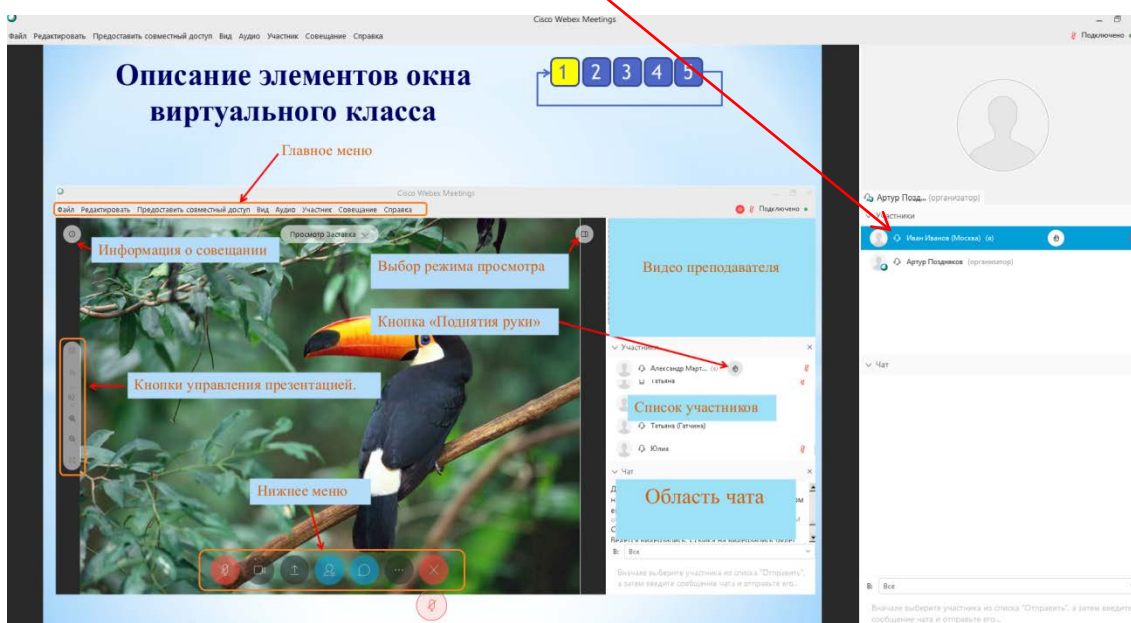 Cisco Webex Meetings
Файл Редактировать Предоставить совместный доступ Вид Аудио Участник Совещание Справка
Подключено
Описание элементов окна
виртуального класса
1 2 3 4 5
Главное меню
Cisco Webex Meetings
Файл Редактировать Предоставить совместный доступ Вид Аудио Участник Совещание Справка
Подключено
Просмотр Заставка
Информация о совещании
Выбор режима просмотра
Кнопка «Поднятия руки»
Кнопки управления презентацией.
Нижнее меню
Видео преподавателя
Участники
Александр Март... (я)
Татьяна
Список участников
Татьяна (Гатчина)
Юлия
Чат
Область чата
В: Все
Вначале выберите участника из списка "Отправить",
а затем введите сообщение чата и отправьте его...
Артур Позд... (организатор)
Участники
Иван Иванов (Москва) (я)
Артур Поздняков (организатор)
Чат
В: Все
Вначале выберите участника из списка "Отправить", а затем введите
сообщение чата и отправьте его...